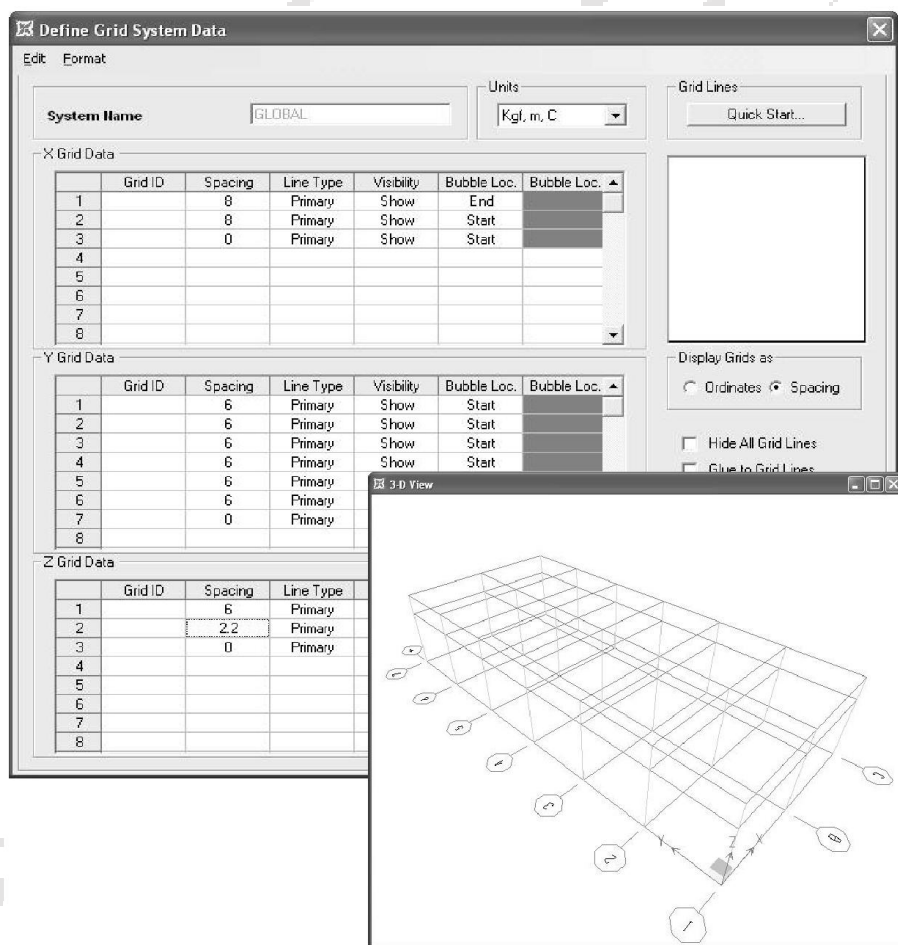 Define Grid System Data
Edit Format
System Name GLOBAL
Units
Kgf, m, C
Grid Lines
Quick Start...
X Grid Data
Grid ID Spacing Line Type Visibility Bubble Loc. Bubble Loc.
1 8 Primary Show End
2 8 Primary Show Start
3 0 Primary Show Start
4
5
6
7
8
Y Grid Data
Grid ID Spacing Line Type Visibility Bubble Loc. Bubble Loc.
1 6 Primary Show Start
2 6 Primary Show Start
3 6 Primary Show Start
4 6 Primary Show Start
5 6 Primary
6 6 Primary
7 0 Primary
8
Display Grids as
Ordinates Spacing
Hide All Grid Lines
Glue to Grid Lines
Z Grid Data
Grid ID Spacing Line Type
1 6 Primary
2 2.2 Primary
3 0 Primary
4
5
6
7
8
3-D View
4
3
2
1
B
C
Y Z X